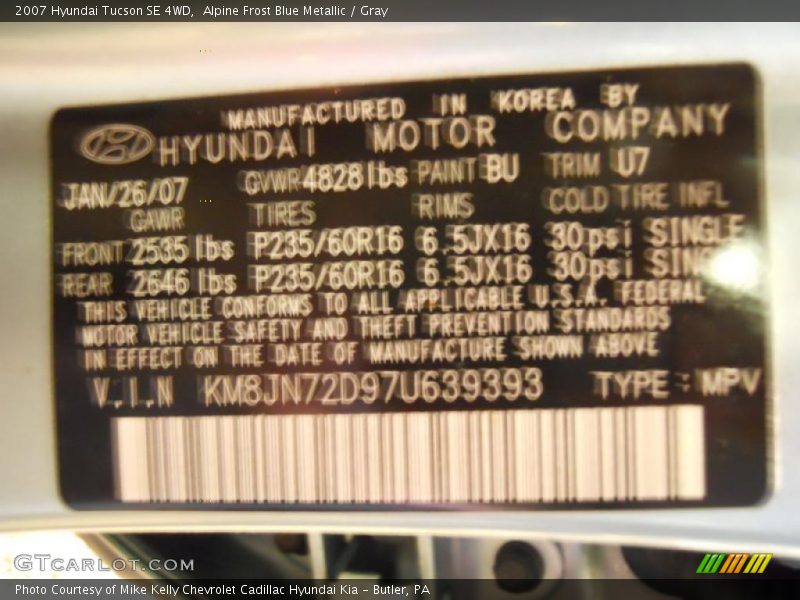 2007 Hyundai Tucson SE 4WD, Alpine Frost Blue Metallic / Gray
MANUFACTURED IN KOREA BY
HYUNDAI MOTOR COMPANY
JAN/26/07 GVWR 4828 lbs PAINT BU TRIM U7
GAWR TIRES RIMS COLD TIRE INFL
FRONT 2535 lbs P235/60R16 6.5JX16 30psi SINGLE
REAR 2646 lbs P235/60R16 6.5JX16 30psi SINGLE
THIS VEHICLE CONFORMS TO ALL APPLICABLE U.S.A. FEDERAL
MOTOR VEHICLE SAFETY AND THEFT PREVENTION STANDARDS
IN EFFECT ON THE DATE OF MANUFACTURE SHOWN ABOVE
V.I.N KM8JN72D97U639393 TYPE : MPV
GTCARLOT.COM
Photo Courtesy of Mike Kelly Chevrolet Cadillac Hyundai Kia - Butler, PA